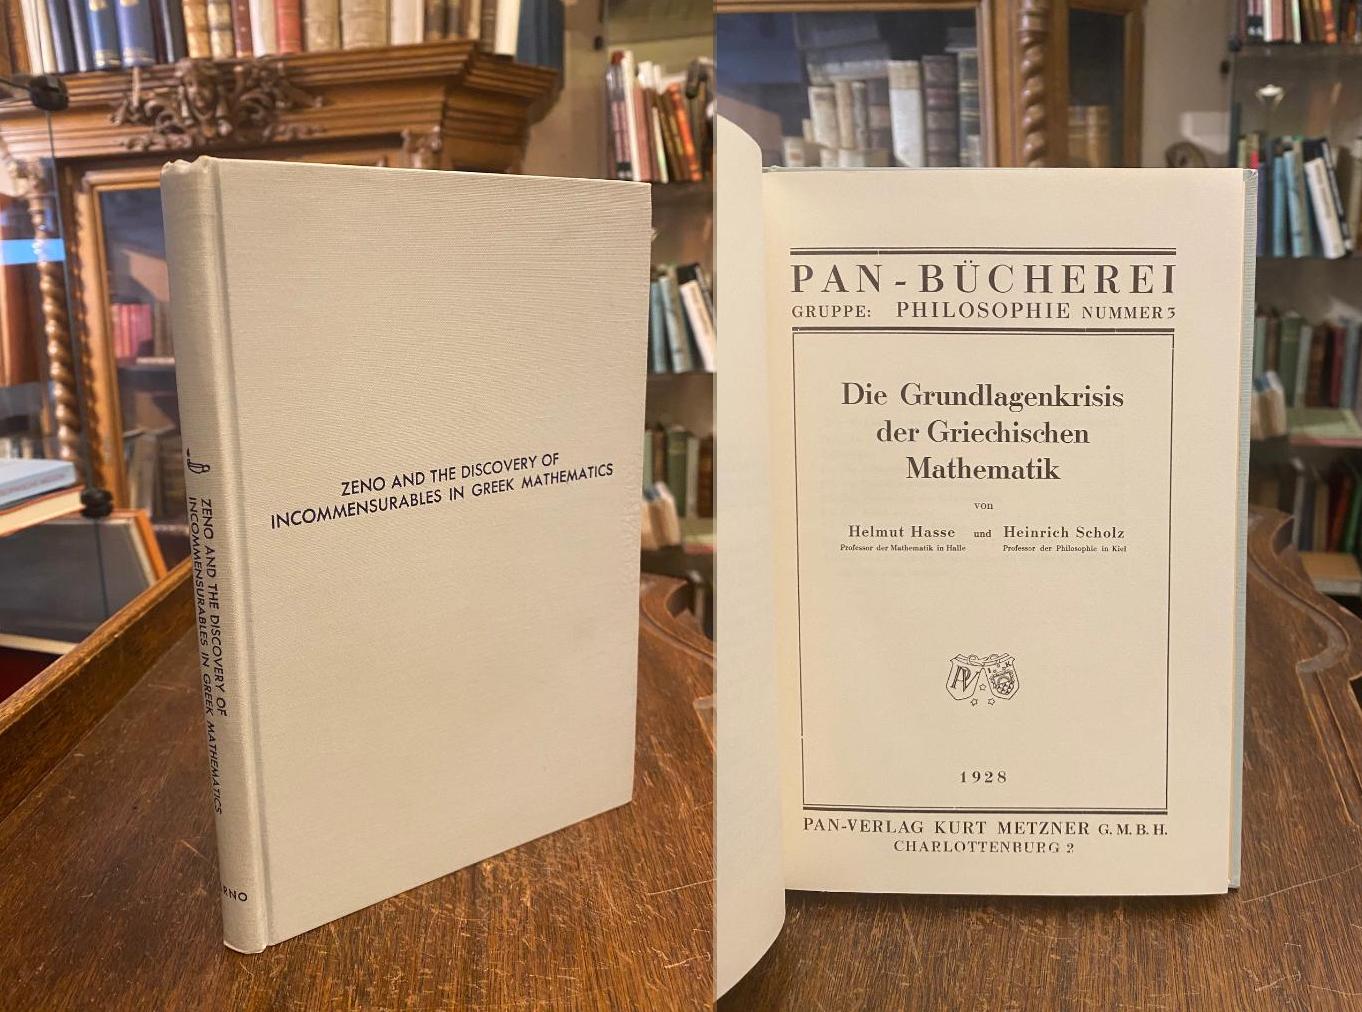 ZENO AND THE DISCOVERY OF
INCOMMENSURABLES IN GREEK MATHEMATICS
ZENO AND THE DISCOVERY OF
INCOMMENSURABLES IN GREEK MATHEMATICS
PAN-BÜCHEREI
GRUPPE: PHILOSOPHIE NUMMER 3
Die Grundlagenkrisis
der Griechischen
Mathematik
von
Helmut Hasse und Heinrich Scholz
Professor der Mathematik in Halle Professor der Philosophie in Kiel
PV
1928
PAN-VERLAG KURT METZNER G.M.B.H.
CHARLOTTENBURG 2